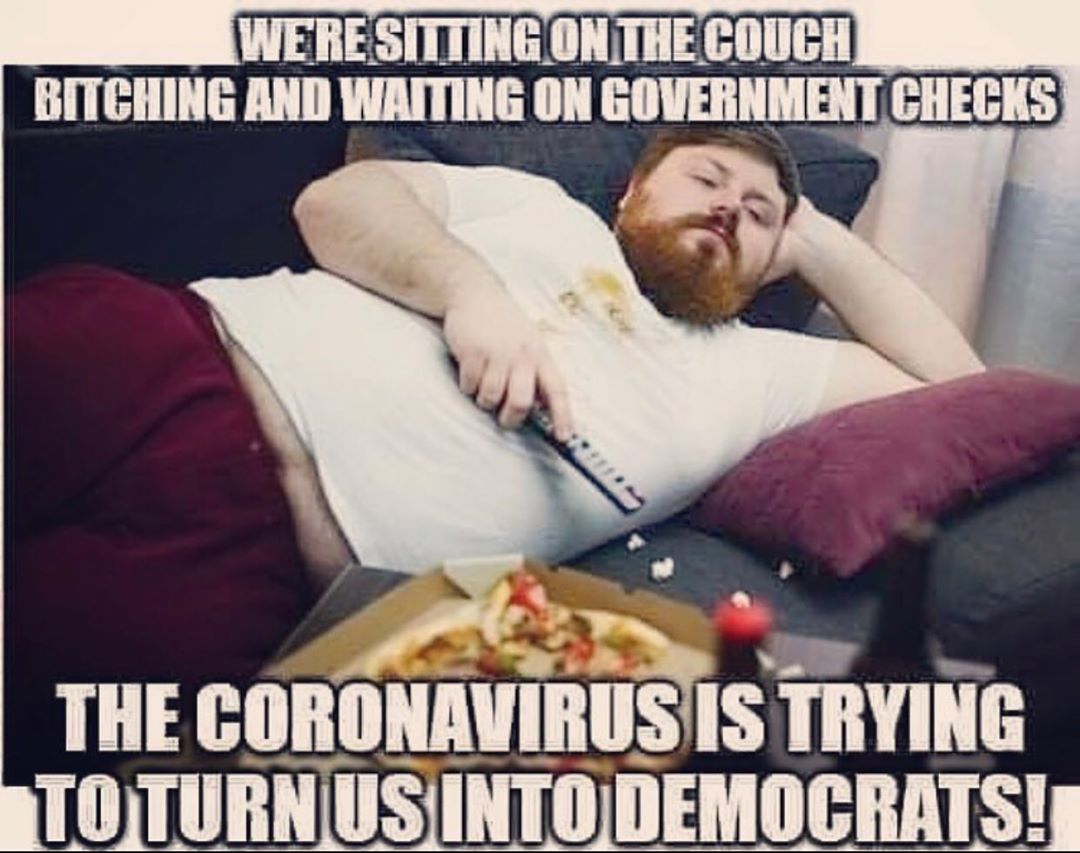 WE'RE SITTING ON THE COUCH
BITCHING AND WAITING ON GOVERNMENT CHECKS
THE CORONAVIRUS IS TRYING
TO TURN US INTO DEMOCRATS!